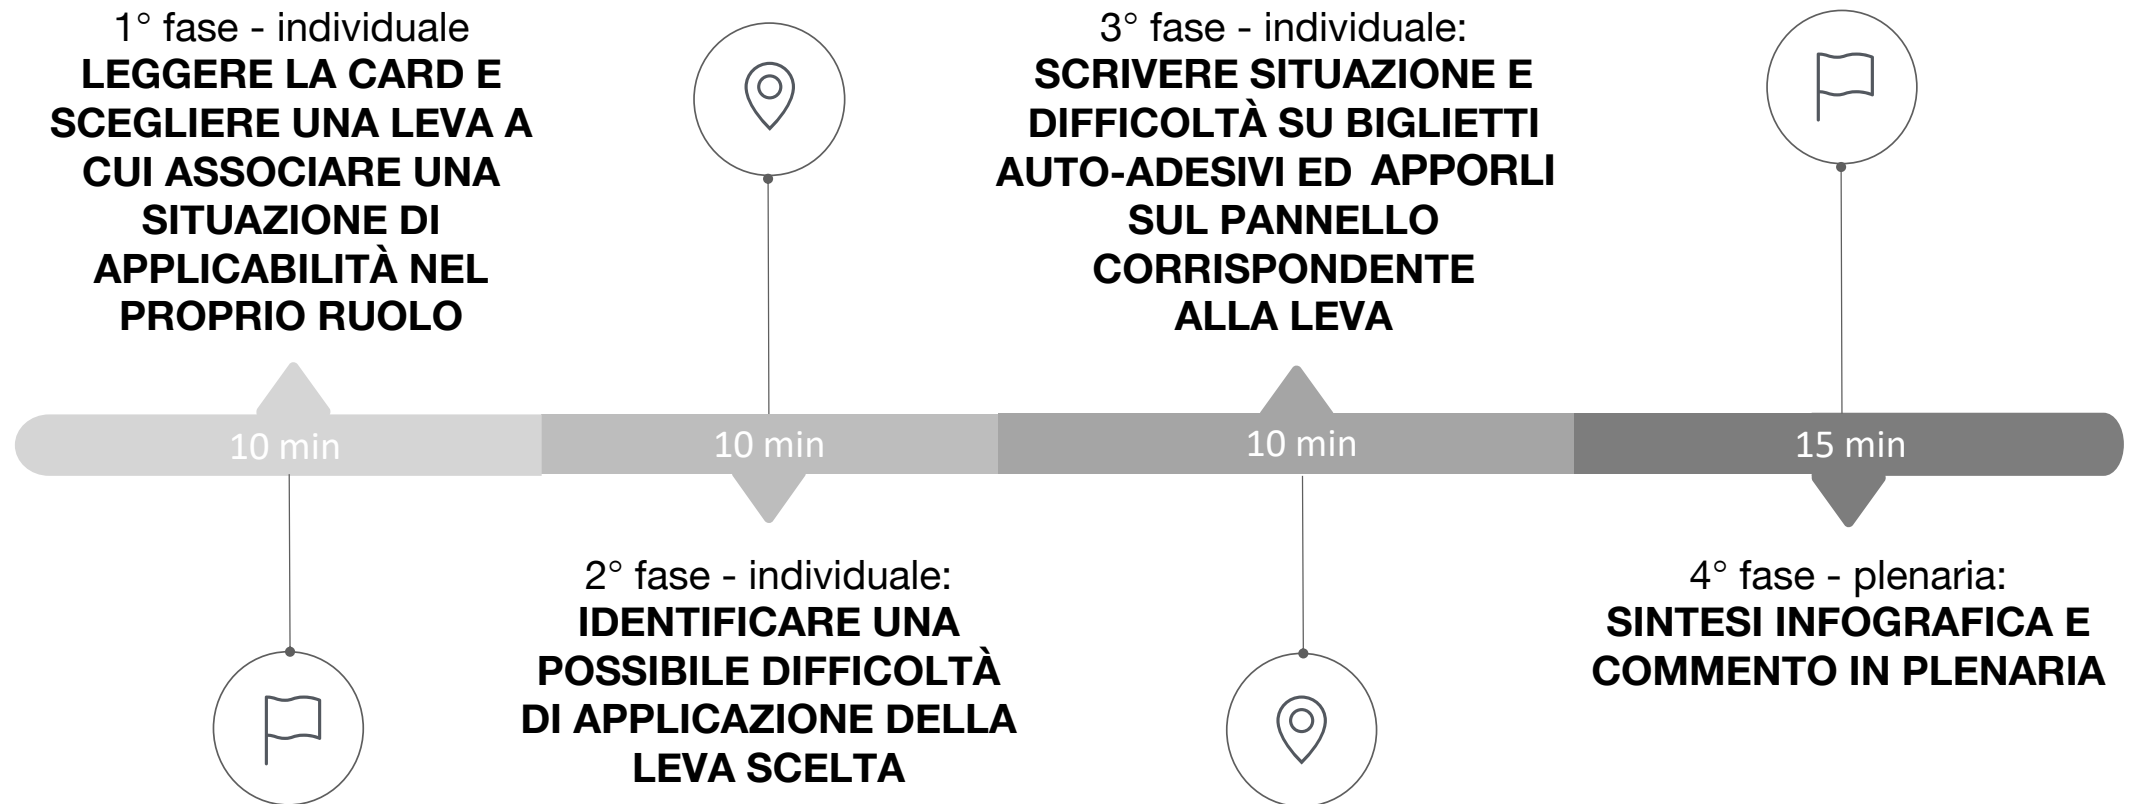 1° fase - individuale
LEGGERE LA CARD E
SCEGLIERE UNA LEVA A
CUI ASSOCIARE UNA
SITUAZIONE DI
APPLICABILITÀ NEL
PROPRIO RUOLO
10 min
2° fase - individuale:
IDENTIFICARE UNA
POSSIBILE DIFFICOLTÀ
DI APPLICAZIONE DELLA
LEVA SCELTA
10 min
3° fase - individuale:
SCRIVERE SITUAZIONE E
DIFFICOLTÀ SU BIGLIETTI
AUTO-ADESIVI ED APPORLI
SUL PANNELLO
CORRISPONDENTE
ALLA LEVA
10 min
4° fase - plenaria:
SINTESI INFOGRAFICA E
COMMENTO IN PLENARIA
15 min